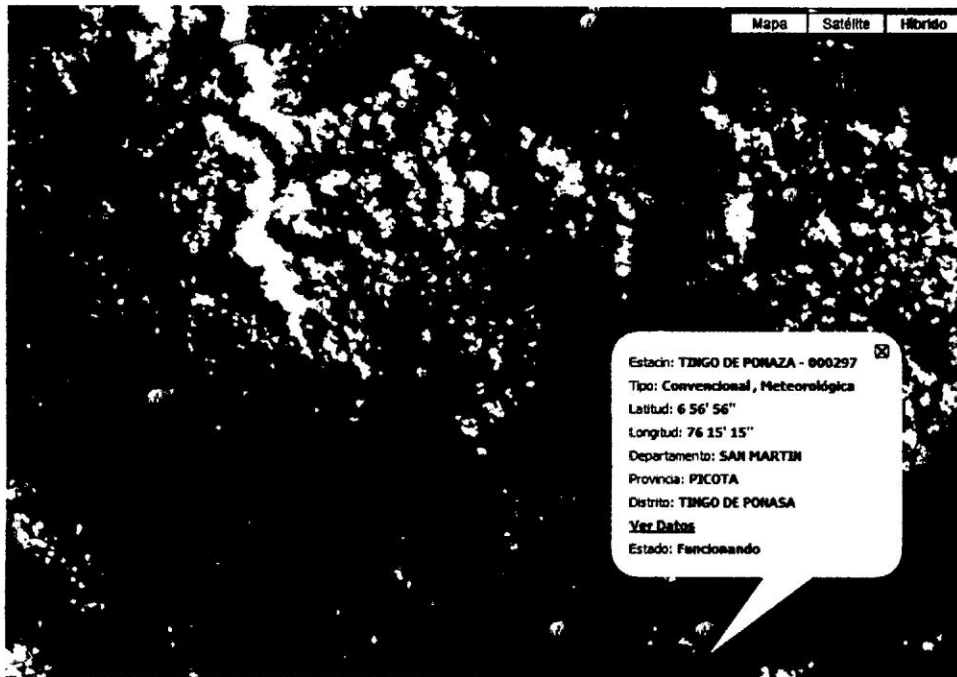 Mapa Satélite Híbrido
Estacin: TINGO DE PONAZA - 000297
Tipo: Convencional, Meteorológica
Latitud: 6 56' 56"
Longitud: 76 15' 15"
Departamento: SAN MARTIN
Provincia: PICOTA
Distrito: TINGO DE PONASA
Ver Datos
Estado: Funcionando